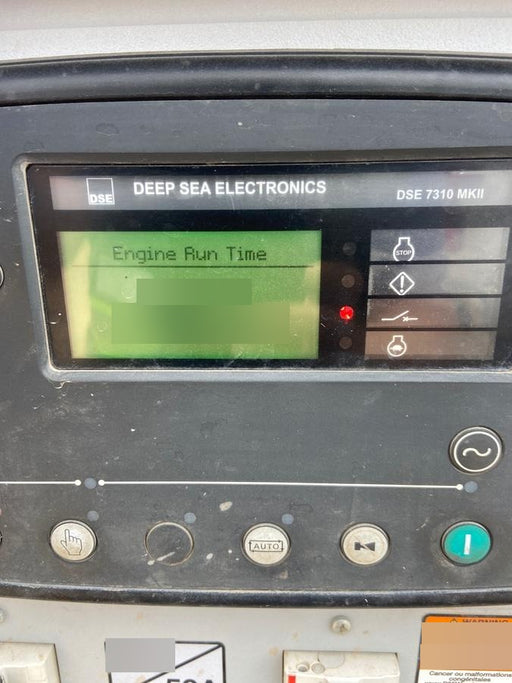 DSE
DEEP SEA ELECTRONICS
DSE 7310 MKII
Engine Run Time
STOP
AUTO
WARNING
Cancer ou malformations
congénitales